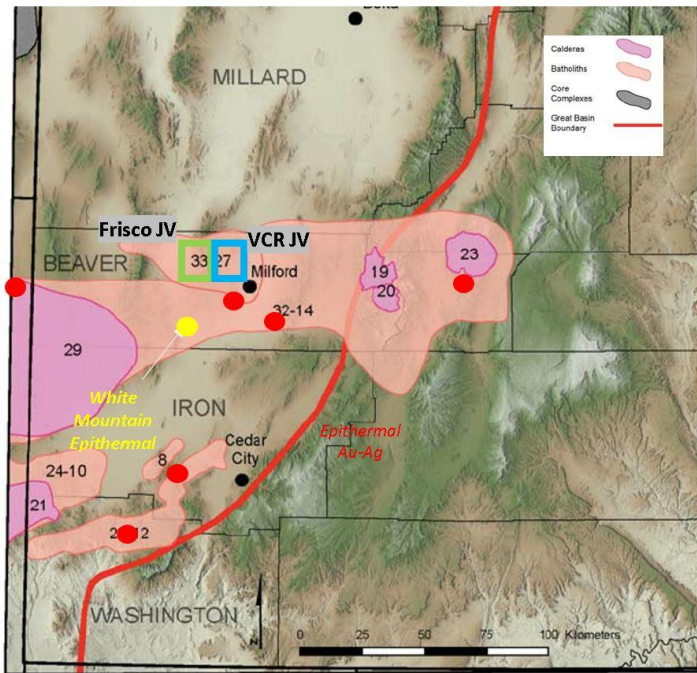 MILLARD
Calderas
Batholiths
Core
Complexes
Great Basin
Boundary
Frisco JV
VCR JV
BEAVER
33
27
23
Milford
19
20
32-14
29
White
Mountain
Epithermal
IRON
Epithermal
Au-Ag
Cedar
City
8
24-10
21
12
WASHINGTON
N
0 25 50 75 100 Kilometers